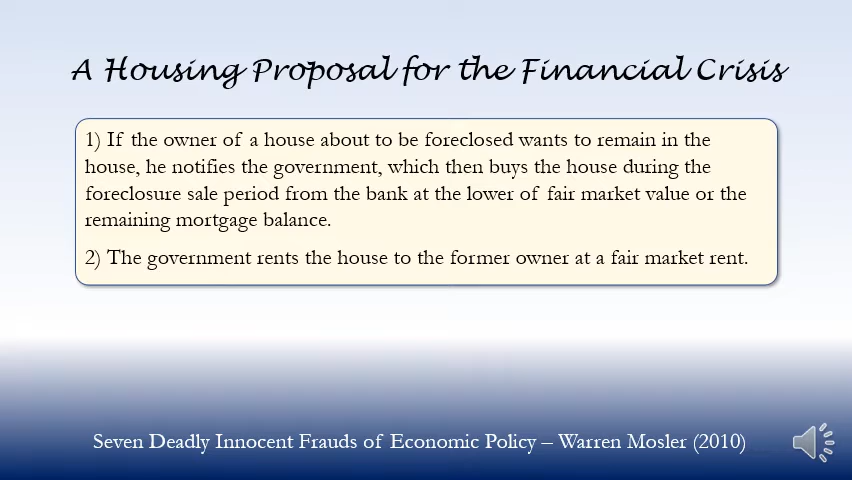 A Housing Proposal for the Financial Crisis
1) If the owner of a house about to be foreclosed wants to remain in the
house, he notifies the government, which then buys the house during the
foreclosure sale period from the bank at the lower of fair market value or the
remaining mortgage balance.
2) The government rents the house to the former owner at a fair market rent.
Seven Deadly Innocent Frauds of Economic Policy – Warren Mosler (2010)